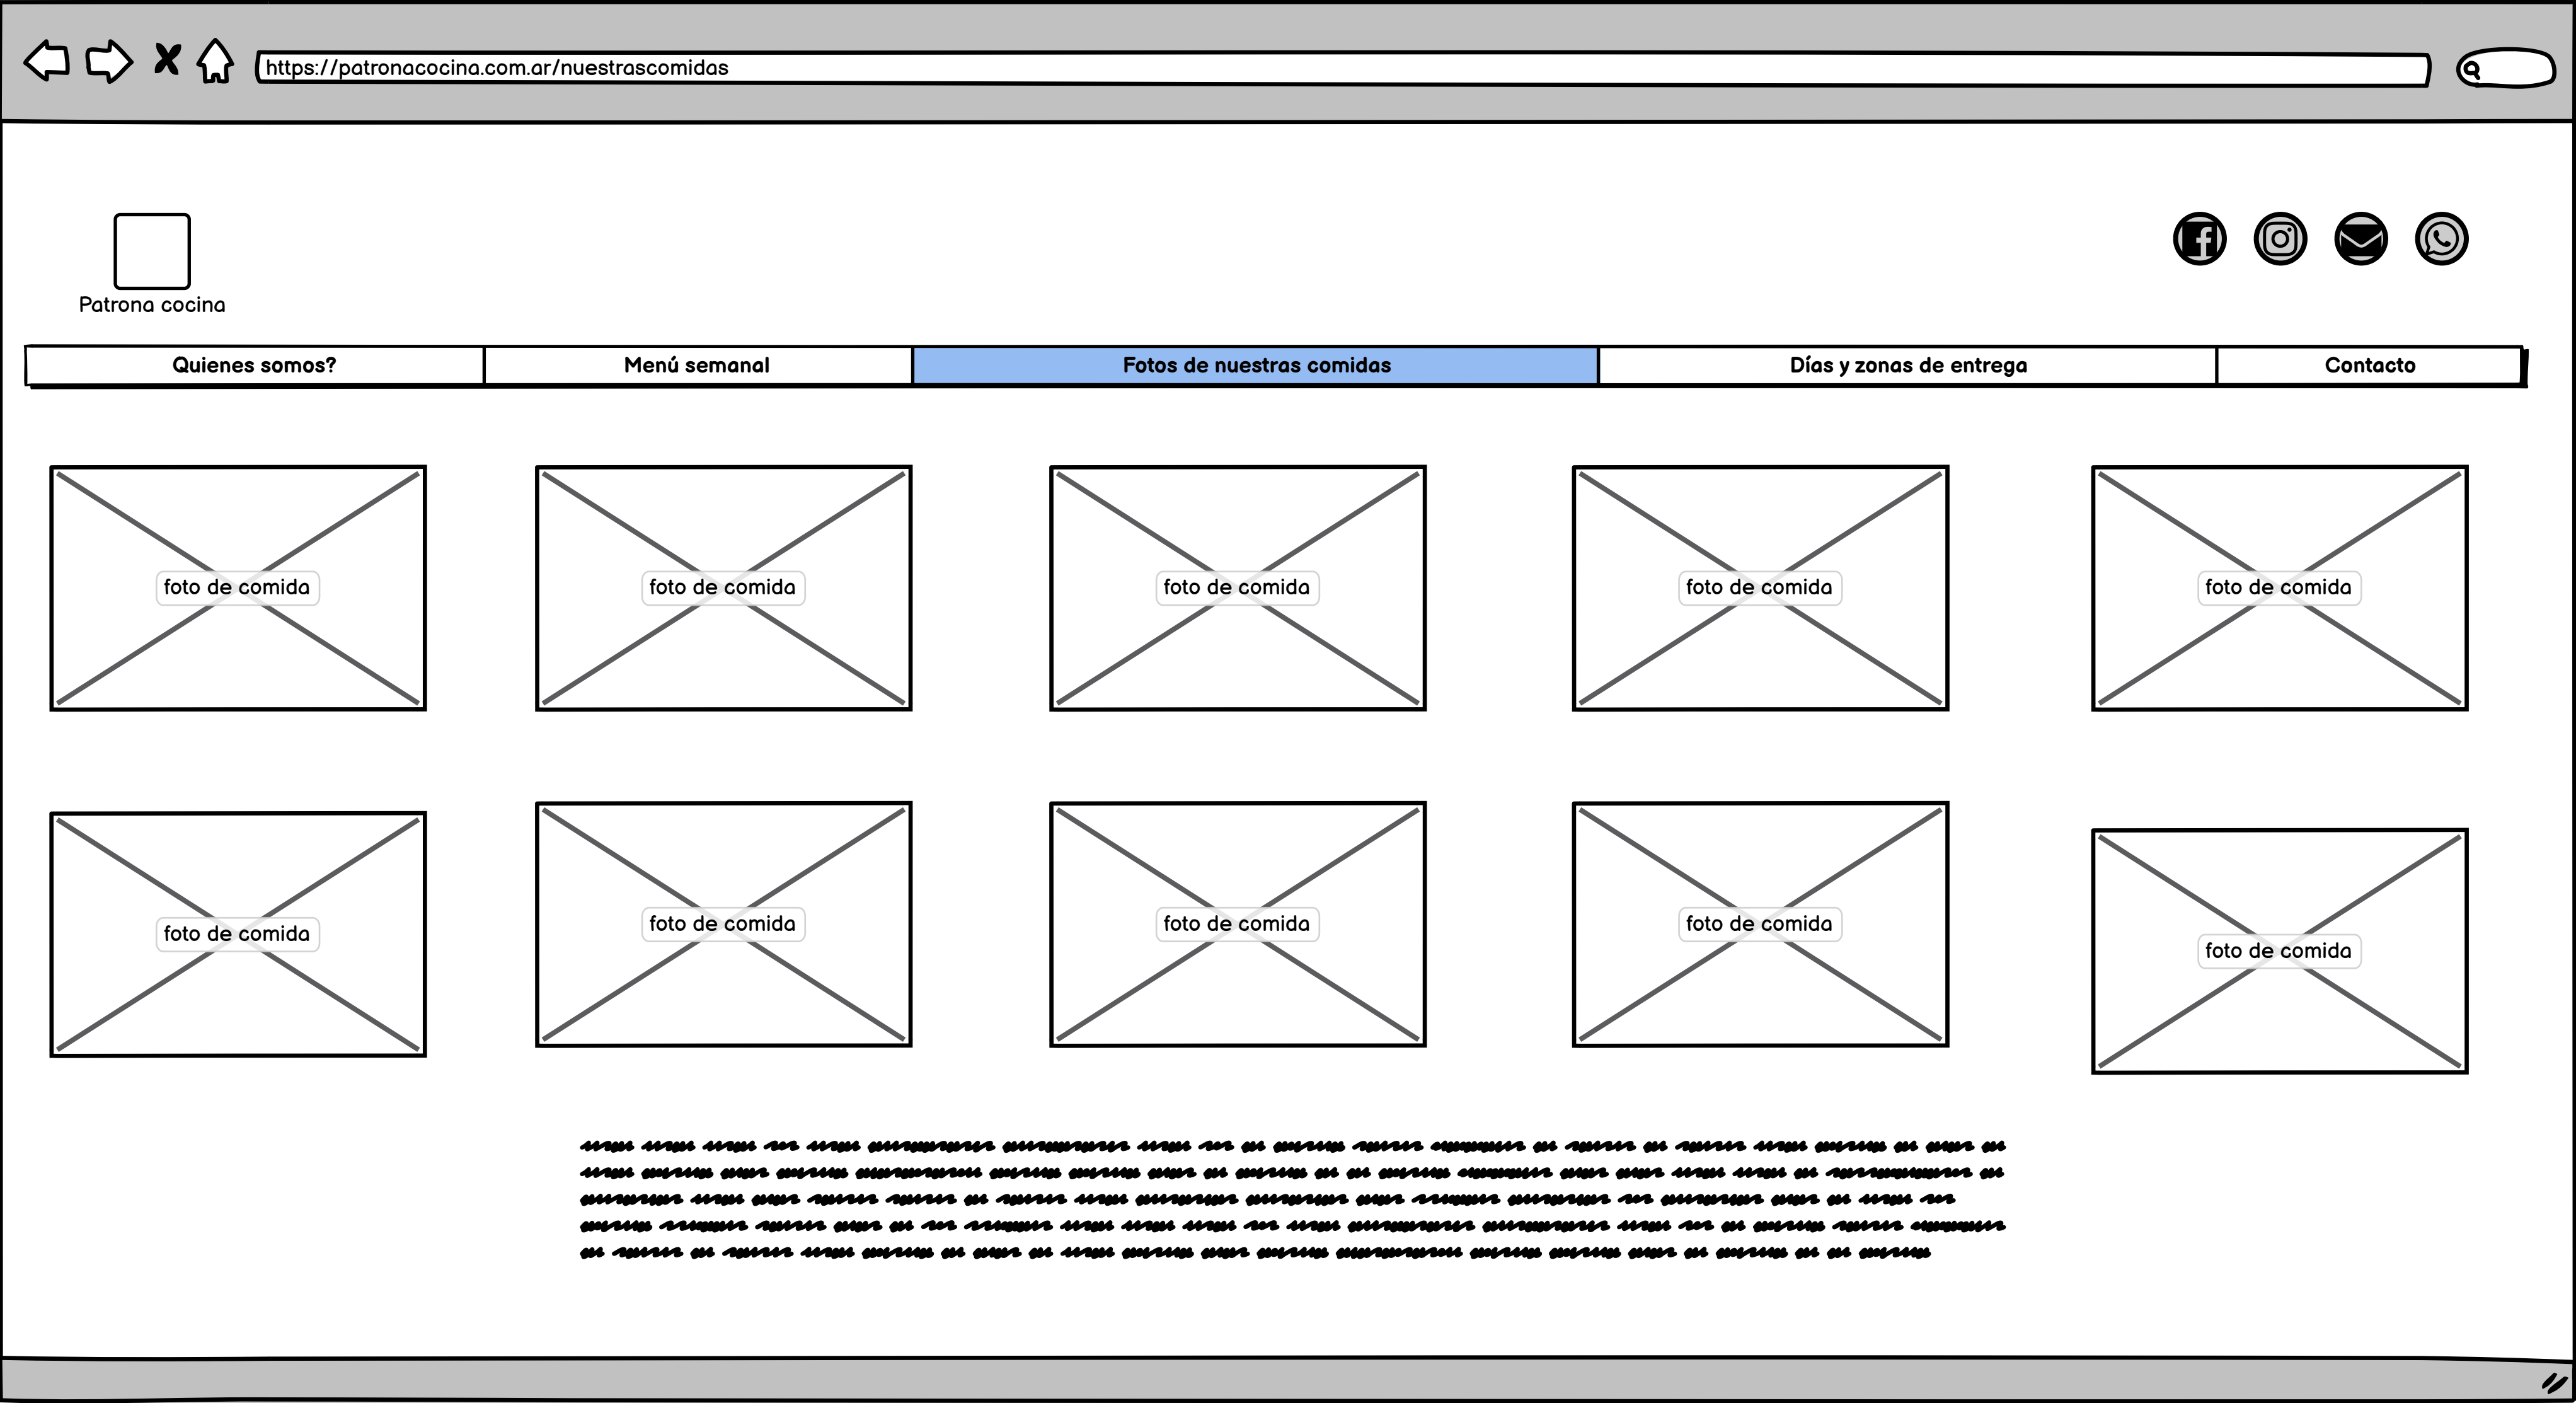 https://patronacocina.com.ar/nuestrascomidas
Patrona cocina
Quienes somos? Menú semanal Fotos de nuestras comidas Días y zonas de entrega Contacto
foto de comida foto de comida foto de comida foto de comida foto de comida
foto de comida foto de comida foto de comida foto de comida foto de comida